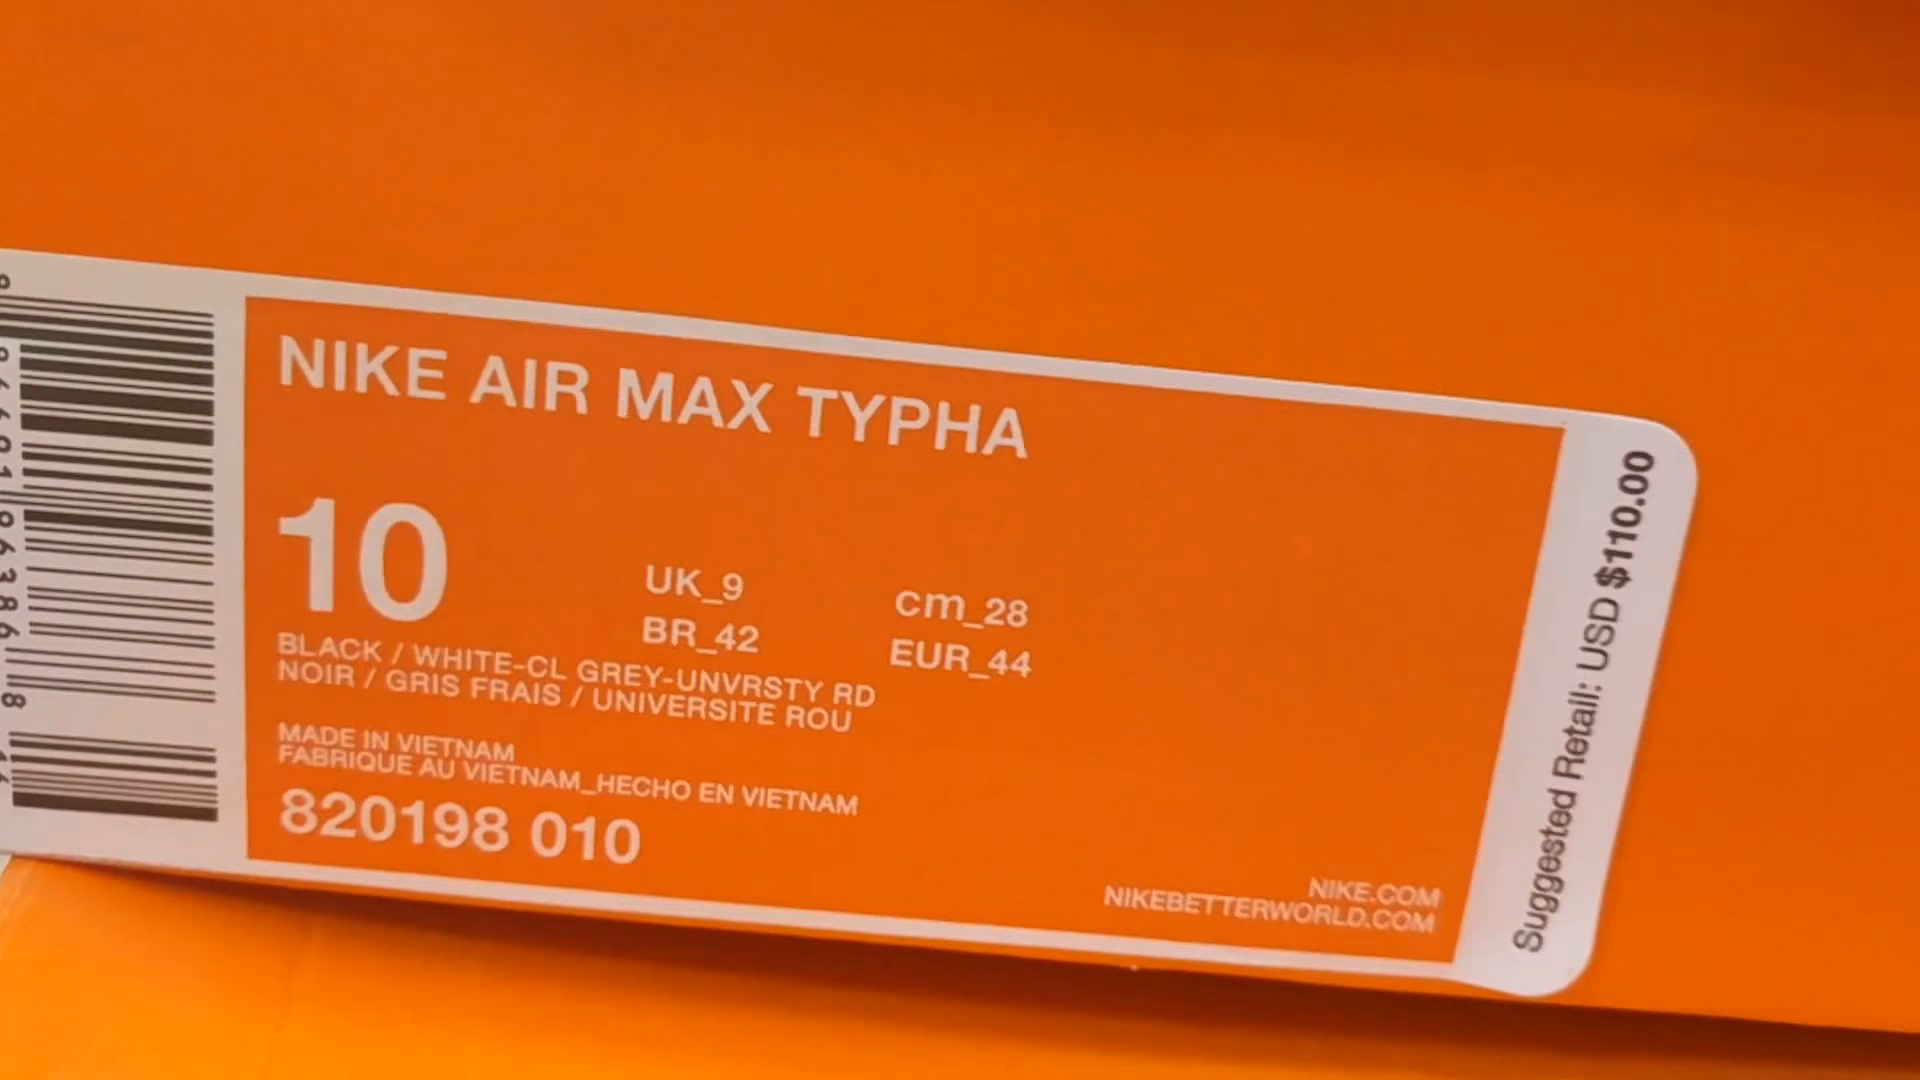 NIKE AIR MAX TYPHA
10
UK_9
cm_28
BR_42
EUR_44
BLACK / WHITE-CL GREY-UNVRSTY RD
NOIR / GRIS FRAIS / UNIVERSITE ROU
MADE IN VIETNAM
FABRIQUE AU VIETNAM_HECHO EN VIETNAM
820198 010
NIKE.COM
NIKEBETTERWORLD.COM
Suggested Retail: USD $110.00